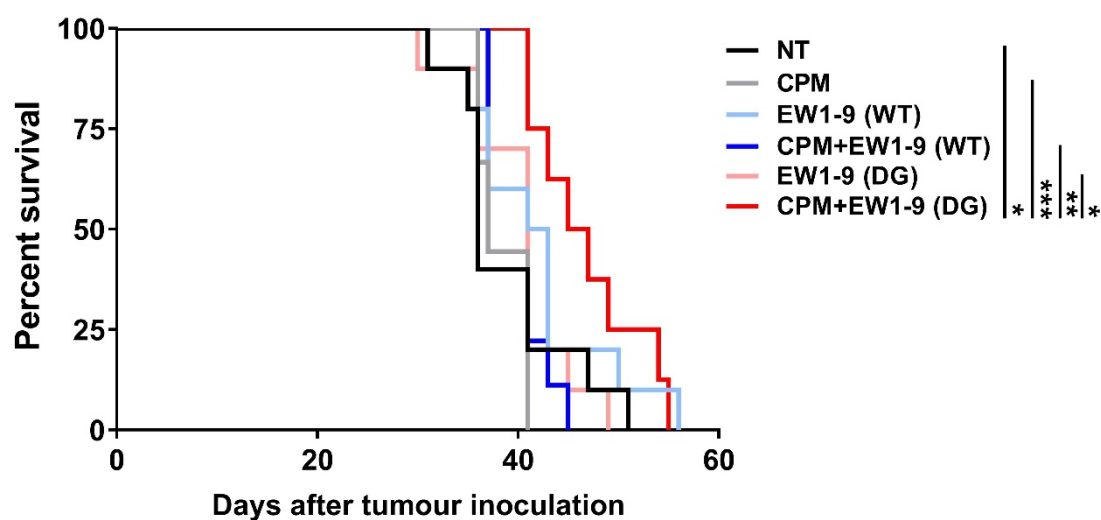 100
75
50
25
0
0 20 40 60
Percent survival
Days after tumour inoculation
NT
CPM
EW1-9 (WT)
CPM+EW1-9 (WT)
EW1-9 (DG)
CPM+EW1-9 (DG)
*
***
**
*